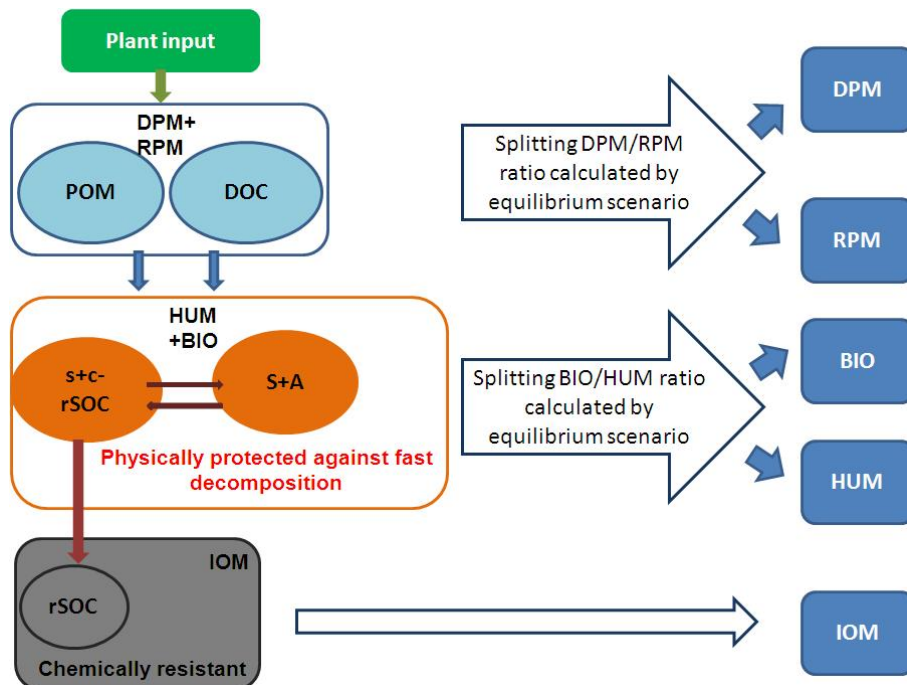 Plant input
DPM+
RPM
POM
DOC
HUM
+BIO
s+c-
rSOC
S+A
Physically protected against fast
decomposition
IOM
rSOC
Chemically resistant
Splitting DPM/RPM
ratio calculated by
equilibrium scenario
DPM
RPM
Splitting BIO/HUM ratio
calculated by
equilibrium scenario
BIO
HUM
IOM